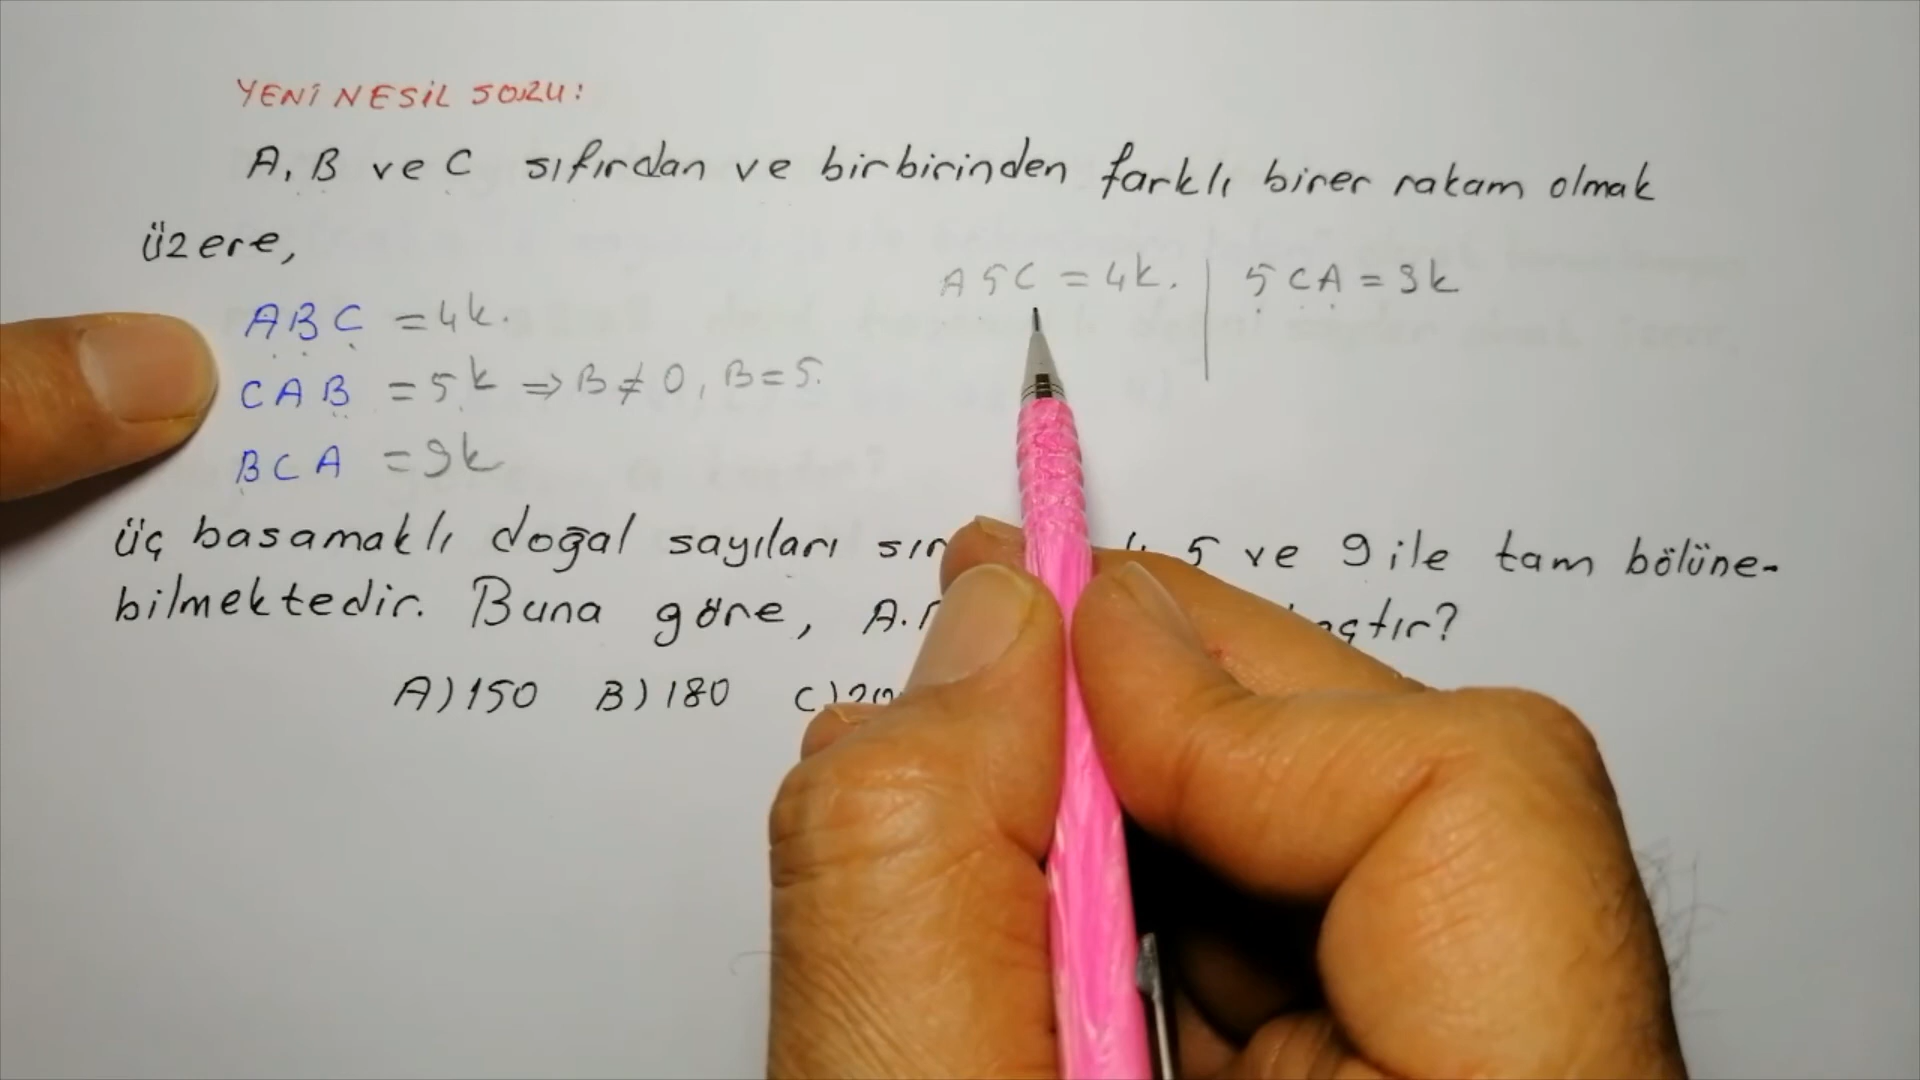 YENİ NESİL SORU:
A, B ve C sıfırdan ve birbirinden farklı birer rakam olmak
üzere,
A5C = 4k. | 5CA = 9k
ABC = 4k.
CAB = 5k ⇒ B ≠ 0, B = 5.
BCA = 9k
üç basamaklı doğal sayıları 5 ve 9 ile tam bölüne-
bilmektedir. Buna göre,
A) 150 B) 180 C)